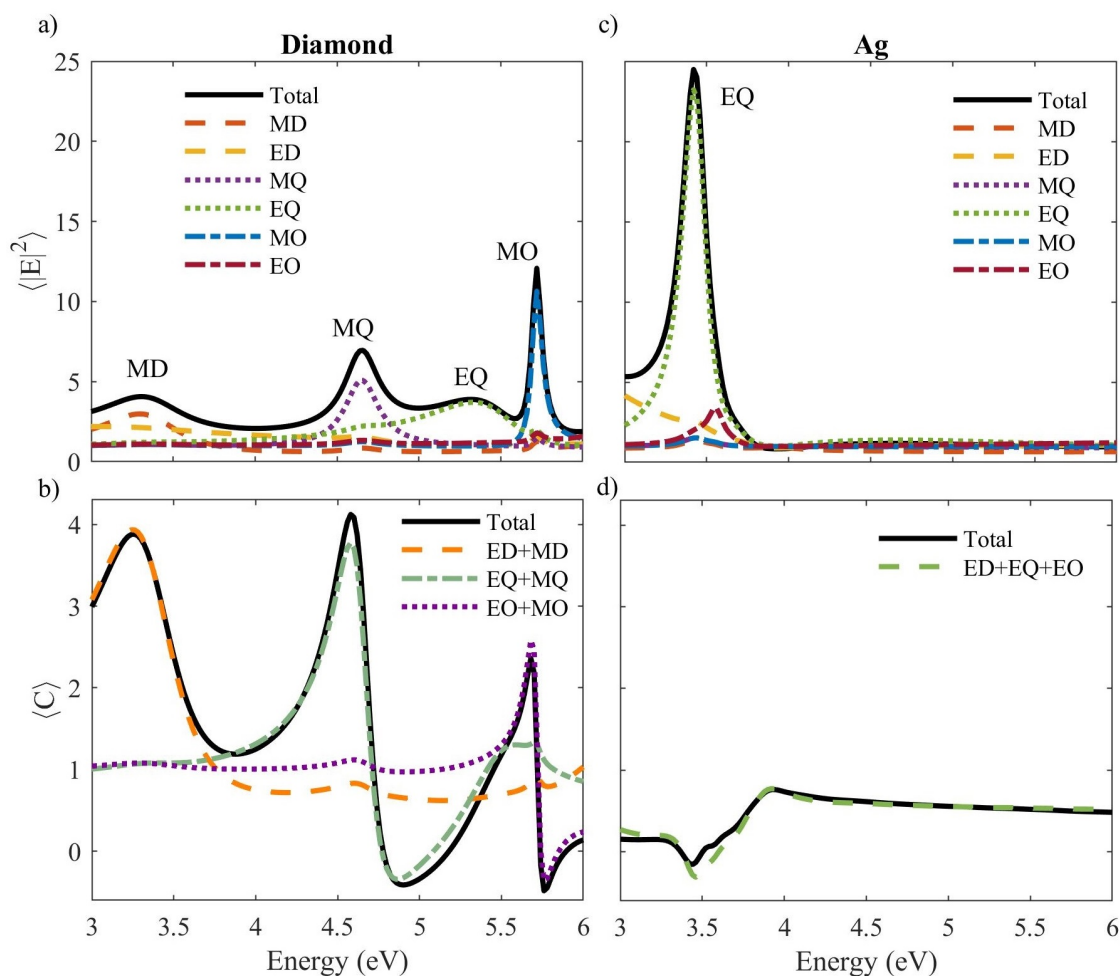 a)
Diamond
25
20
15
10
5
0
⟨|E|²⟩
Total
MD
ED
MQ
EQ
MO
EO
MD
MQ
EQ
MO
c)
Ag
EQ
Total
MD
ED
MQ
EQ
MO
EO
b)
4
3
2
1
0
⟨C⟩
Total
ED+MD
EQ+MQ
EO+MO
3 3.5 4 4.5 5 5.5 6
Energy (eV)
d)
Total
ED+EQ+EO
3 3.5 4 4.5 5 5.5 6
Energy (eV)